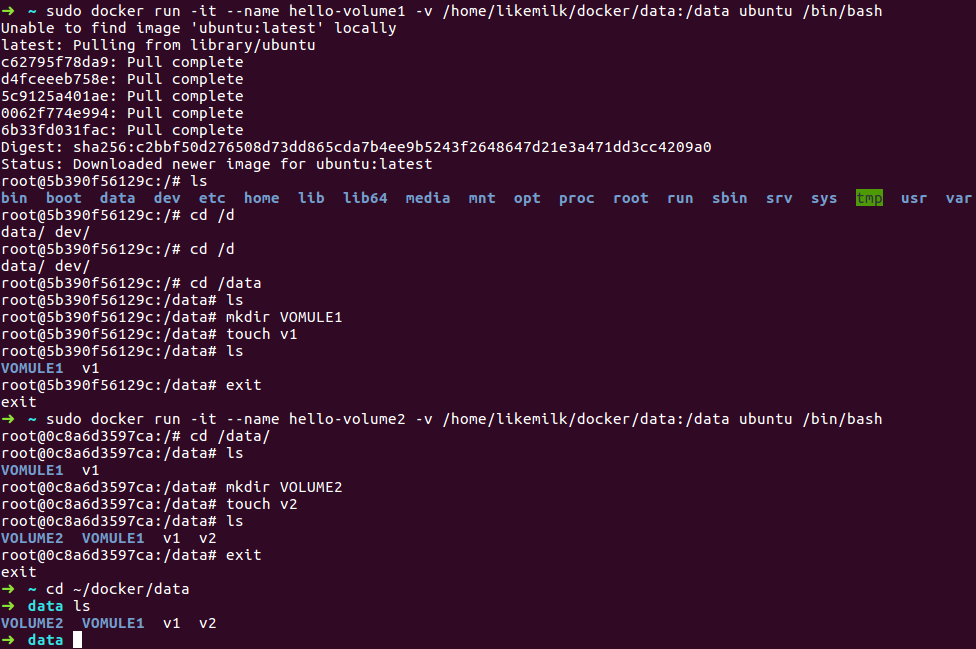 ➜ ~ sudo docker run -it --name hello-volume1 -v /home/likemilk/docker/data:/data ubuntu /bin/bash
Unable to find image 'ubuntu:latest' locally
latest: Pulling from library/ubuntu
c62795f78da9: Pull complete
d4fceeeb758e: Pull complete
5c9125a401ae: Pull complete
0062f774e994: Pull complete
6b33fd031fac: Pull complete
Digest: sha256:c2bbf50d276508d73dd865cda7b4ee9b5243f2648647d21e3a471dd3cc4209a0
Status: Downloaded newer image for ubuntu:latest
root@5b390f56129c:/# ls
bin boot data dev etc home lib lib64 media mnt opt proc root run sbin srv sys tmp usr var
root@5b390f56129c:/# cd /d
data/ dev/
root@5b390f56129c:/# cd /d
data/ dev/
root@5b390f56129c:/# cd /data
root@5b390f56129c:/data# ls
root@5b390f56129c:/data# mkdir VOMULE1
root@5b390f56129c:/data# touch v1
root@5b390f56129c:/data# ls
VOMULE1 v1
root@5b390f56129c:/data# exit
exit
➜ ~ sudo docker run -it --name hello-volume2 -v /home/likemilk/docker/data:/data ubuntu /bin/bash
root@0c8a6d3597ca:/# cd /data/
root@0c8a6d3597ca:/data# ls
VOMULE1 v1
root@0c8a6d3597ca:/data# mkdir VOLUME2
root@0c8a6d3597ca:/data# touch v2
root@0c8a6d3597ca:/data# ls
VOLUME2 VOMULE1 v1 v2
root@0c8a6d3597ca:/data# exit
exit
➜ ~ cd ~/docker/data
➜ data ls
VOLUME2 VOMULE1 v1 v2
➜ data